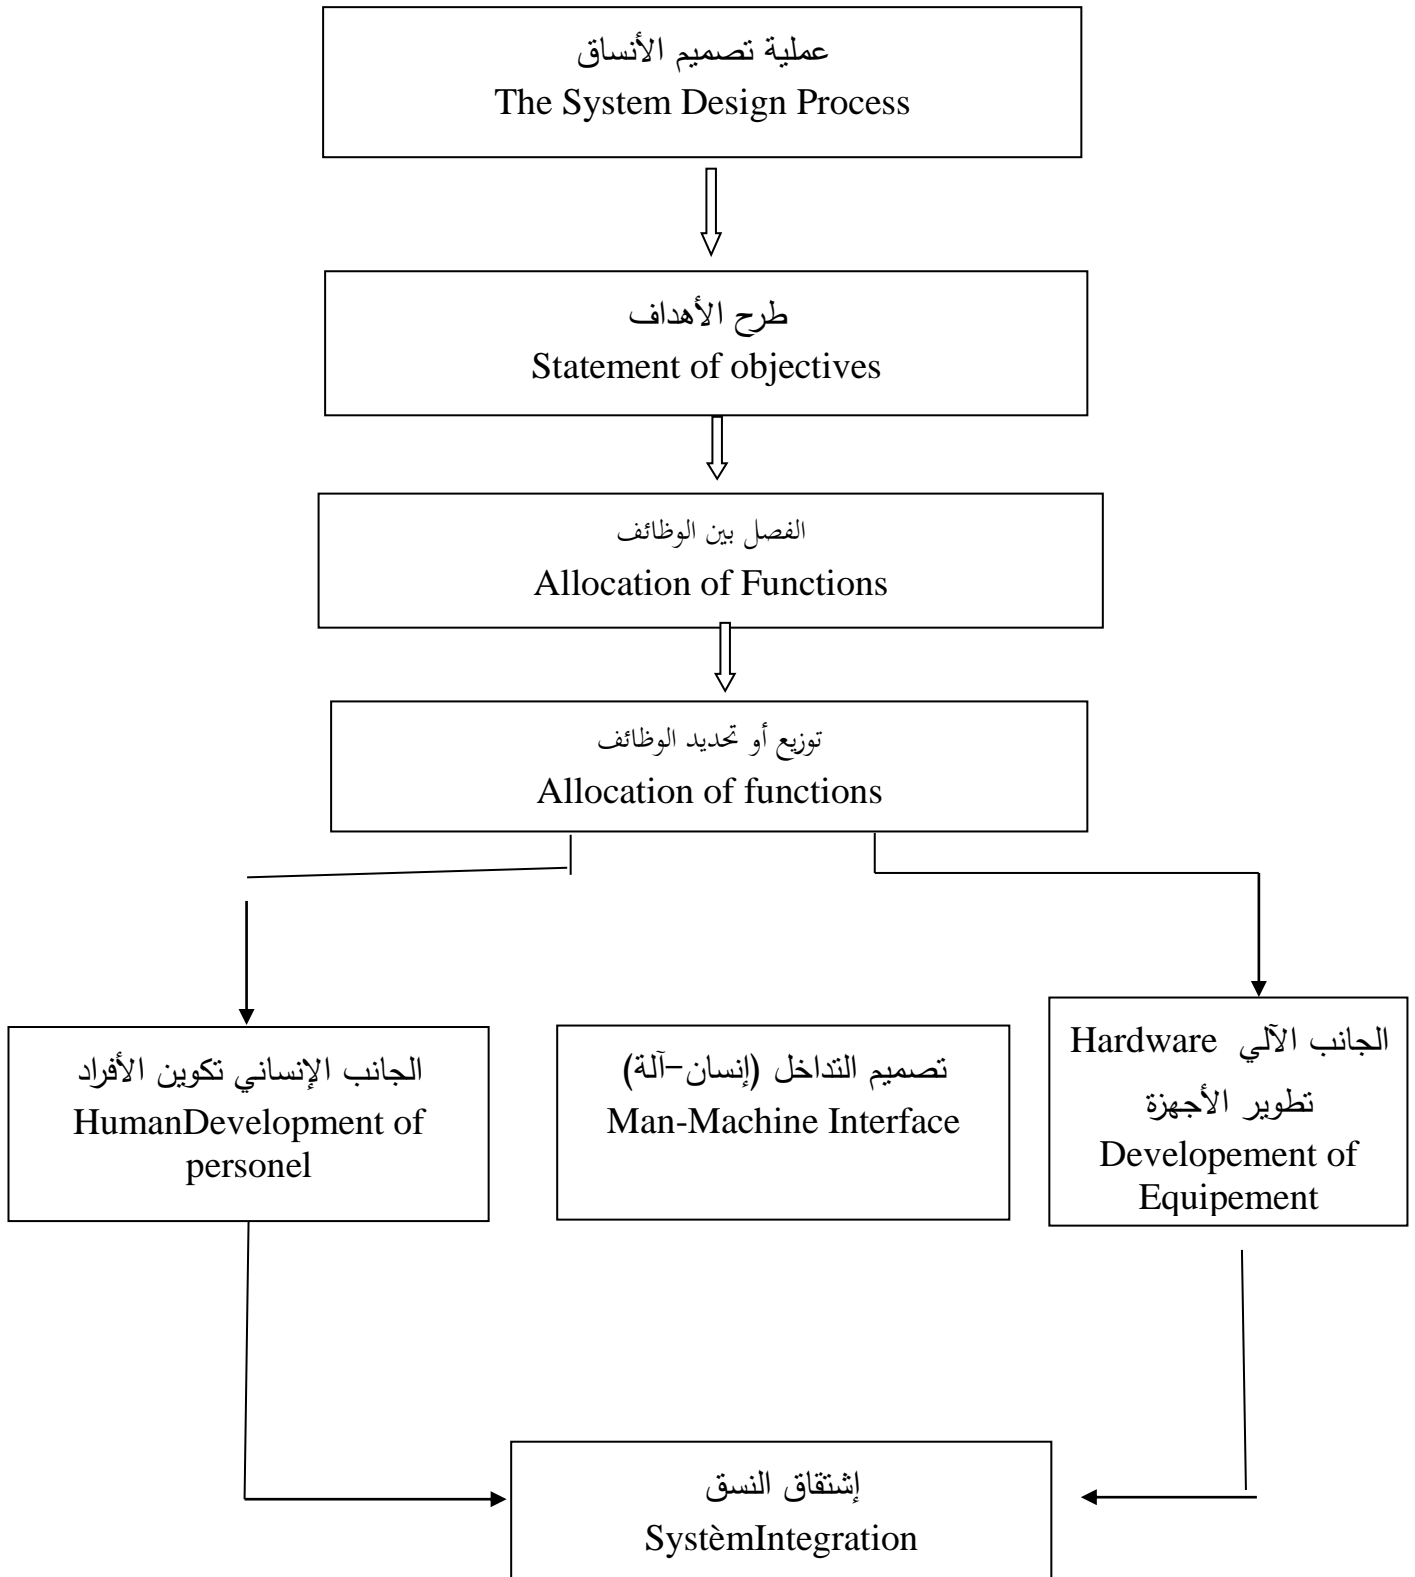 عملية تصميم الأنساق
The System Design Process
طرح الأهداف
Statement of objectives
الفصل بين الوظائف
Allocation of Functions
توزيع أو تحديد الوظائف
Allocation of functions
الجانب الإنساني تكوين الأفراد
HumanDevelopment of
personel
تصميم التداخل (إنسان-آلة)
Man-Machine Interface
الجانب الآلي Hardware
تطوير الأجهزة
Developement of
Equipement
إشتقاق النسق
SystèmIntegration